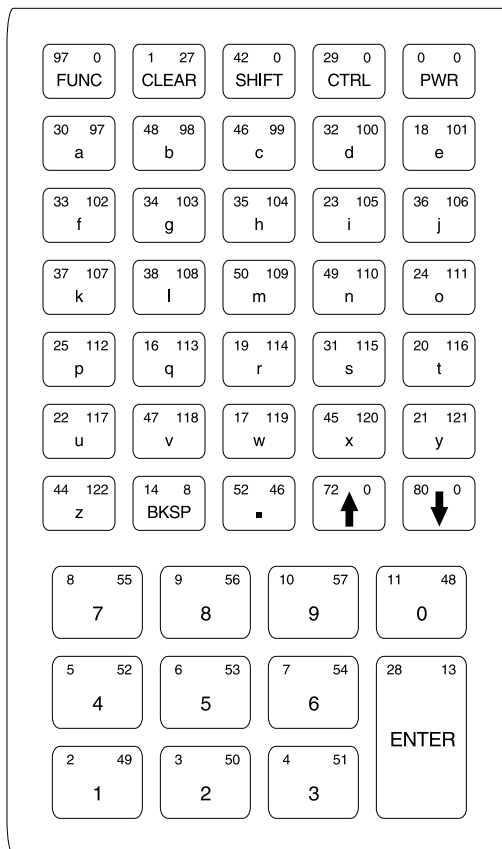 97 0 1 27 42 0 29 0 0 0
FUNC CLEAR SHIFT CTRL PWR
30 97 48 98 46 99 32 100 18 101
a b c d e
33 102 34 103 35 104 23 105 36 106
f g h i j
37 107 38 108 50 109 49 110 24 111
k l m n o
25 112 16 113 19 114 31 115 20 116
p q r s t
22 117 47 118 17 119 45 120 21 121
u v w x y
44 122 14 8 52 46 72 0 80 0
z BKSP .
8 55 9 56 10 57 11 48
7 8 9 0
5 52 6 53 7 54 28 13
4 5 6
ENTER
2 49 3 50 4 51
1 2 3